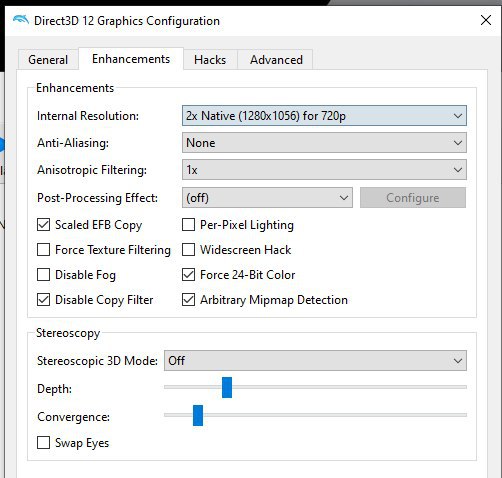 Direct3D 12 Graphics Configuration
General Enhancements Hacks Advanced
Enhancements
Internal Resolution: 2x Native (1280x1056) for 720p
Anti-Aliasing: None
Anisotropic Filtering: 1x
Post-Processing Effect: (off) Configure
Scaled EFB Copy Per-Pixel Lighting
Force Texture Filtering Widescreen Hack
Disable Fog Force 24-Bit Color
Disable Copy Filter Arbitrary Mipmap Detection
Stereoscopy
Stereoscopic 3D Mode: Off
Depth:
Convergence:
Swap Eyes